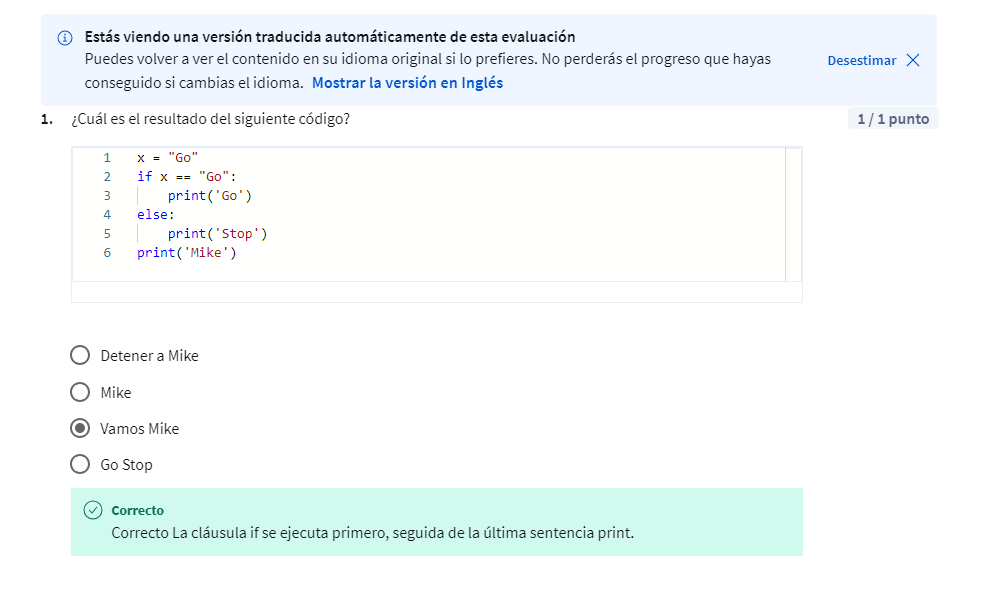 Estás viendo una versión traducida automáticamente de esta evaluación
Puedes volver a ver el contenido en su idioma original si lo prefieres. No perderás el progreso que hayas
conseguido si cambias el idioma. Mostrar la versión en Inglés
Desestimar
1. ¿Cuál es el resultado del siguiente código?
1 / 1 punto
1 x = "Go"
2 if x == "Go":
3     print('Go')
4 else:
5     print('Stop')
6 print('Mike')
Detener a Mike
Mike
Vamos Mike
Go Stop
Correcto
Correcto La cláusula if se ejecuta primero, seguida de la última sentencia print.